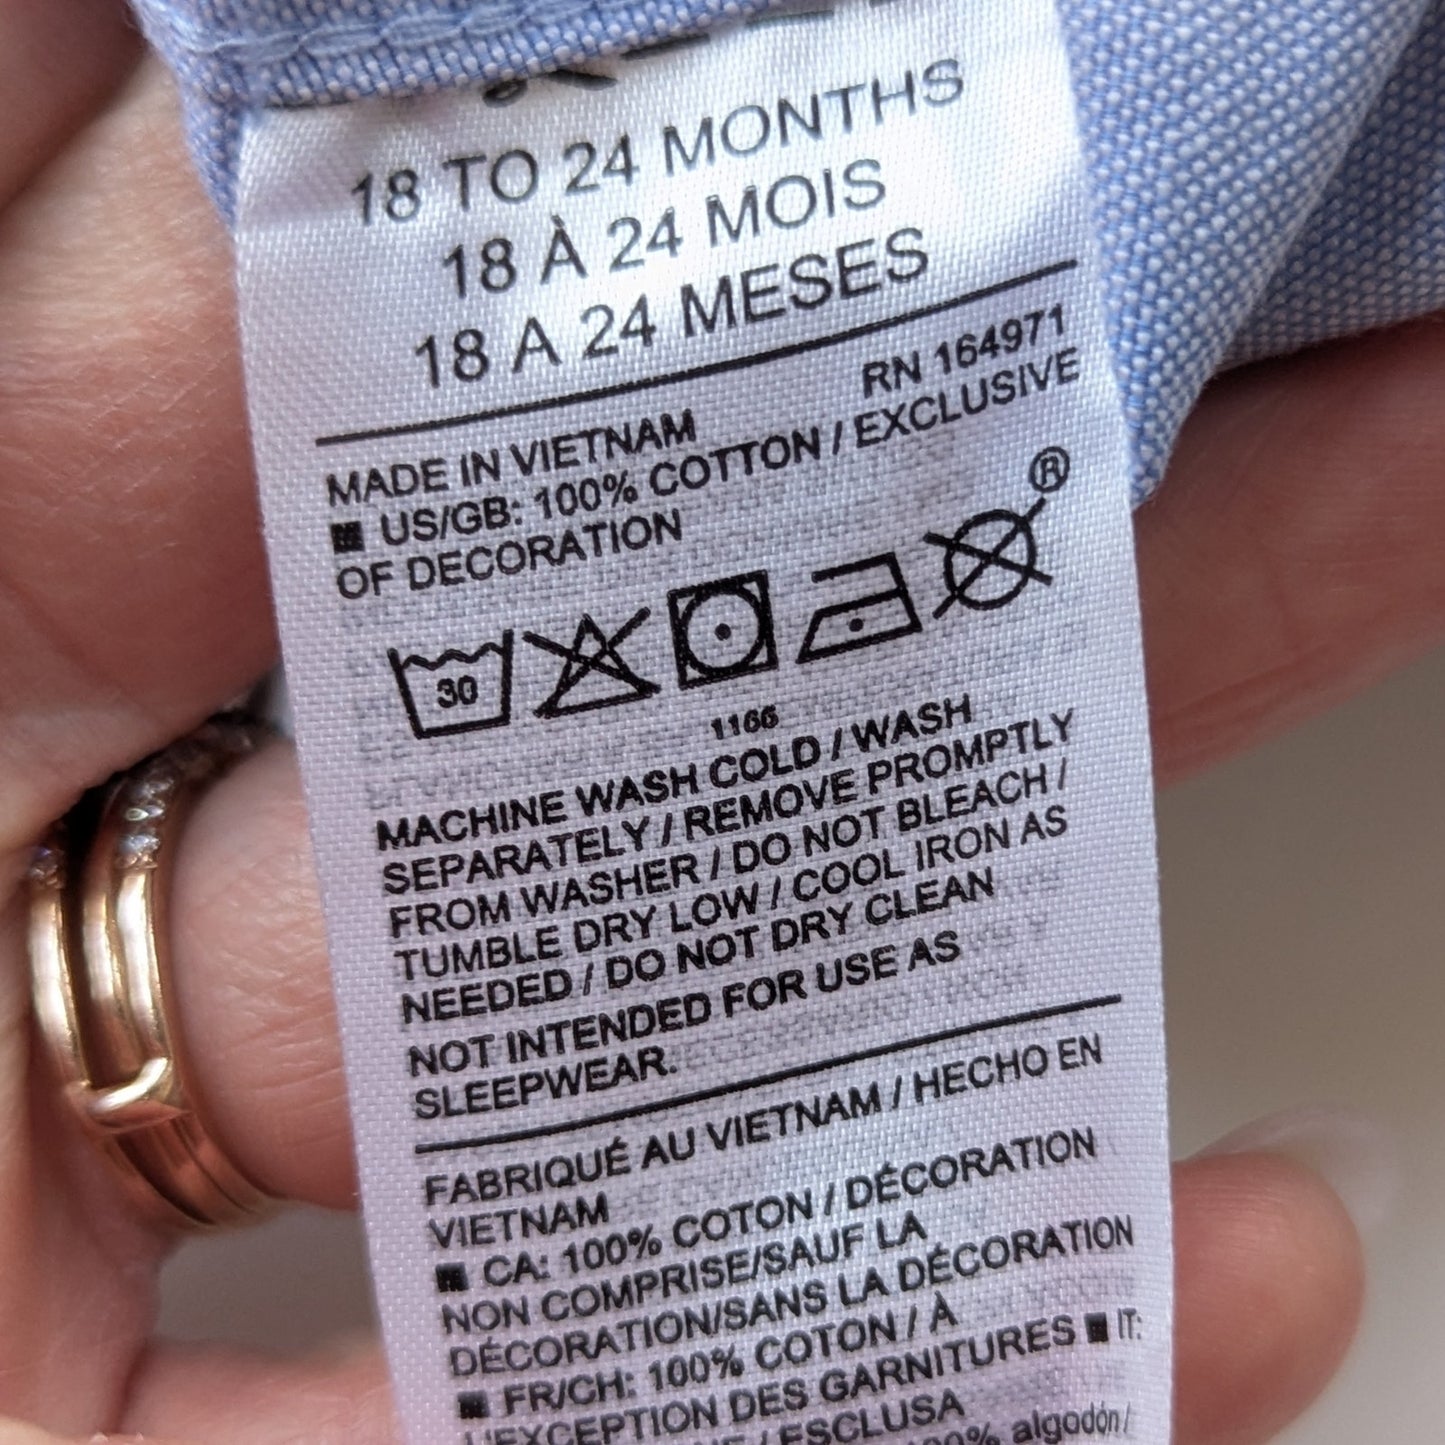 18 TO 24 MONTHS
18 À 24 MOIS
18 A 24 MESES
RN 164971
MADE IN VIETNAM
■ US/GB: 100% COTTON / EXCLUSIVE
OF DECORATION
®
30
1166
MACHINE WASH COLD / WASH
SEPARATELY / REMOVE PROMPTLY
FROM WASHER / DO NOT BLEACH /
TUMBLE DRY LOW / COOL IRON AS
NEEDED / DO NOT DRY CLEAN
NOT INTENDED FOR USE AS
SLEEPWEAR.
FABRIQUÉ AU VIETNAM / HECHO EN
VIETNAM
■ CA: 100% COTON / DÉCORATION
NON COMPRISE/SAUF LA
DÉCORATION/SANS LA DÉCORATION
■ FR/CH: 100% COTON / À
L'EXCEPTION DES GARNITURES ■ IT:
/ ESCLUSA
algodón/